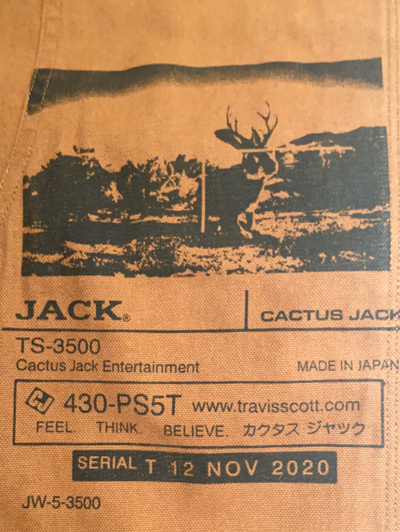 JACK® CACTUS JACK
TS-3500
Cactus Jack Entertainment MADE IN JAPAN
430-PS5T www.travisscott.com
FEEL. THINK. BELIEVE. カクタス ジャック
SERIAL T 12 NOV 2020
JW-5-3500